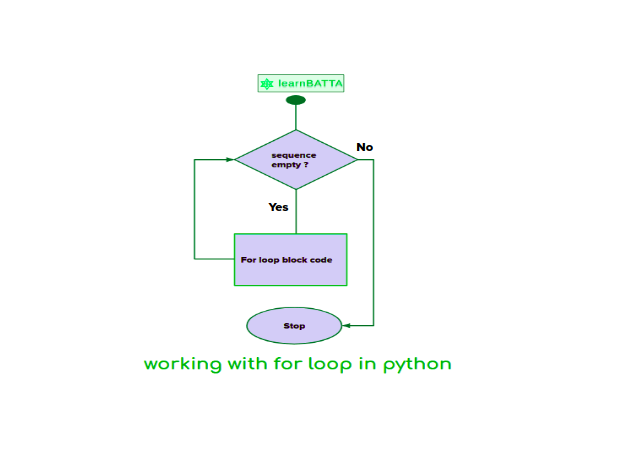 learnBATTA
No
sequence
empty ?
Yes
For loop block code
Stop
working with for loop in python